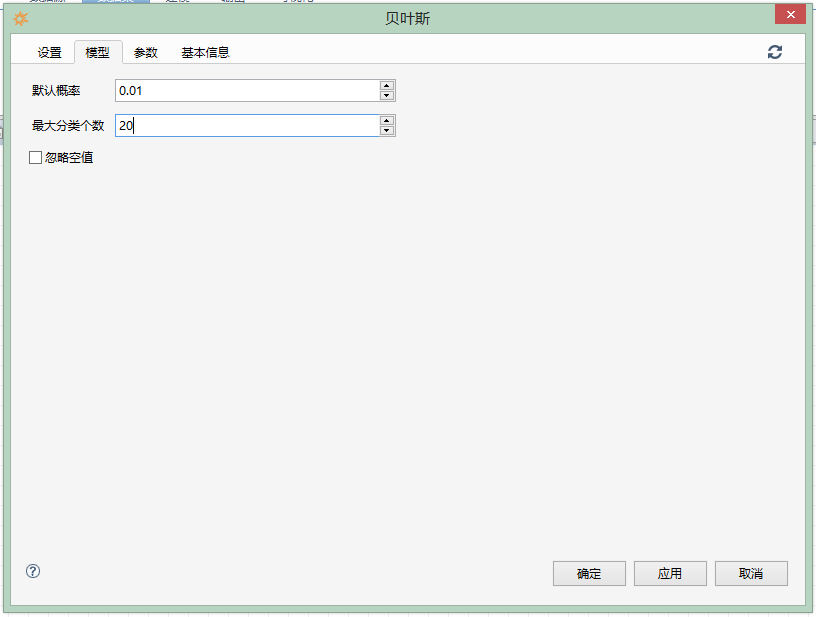 贝叶斯
设置 模型 参数 基本信息
默认概率 0.01
最大分类个数 20
忽略空值
确定 应用 取消